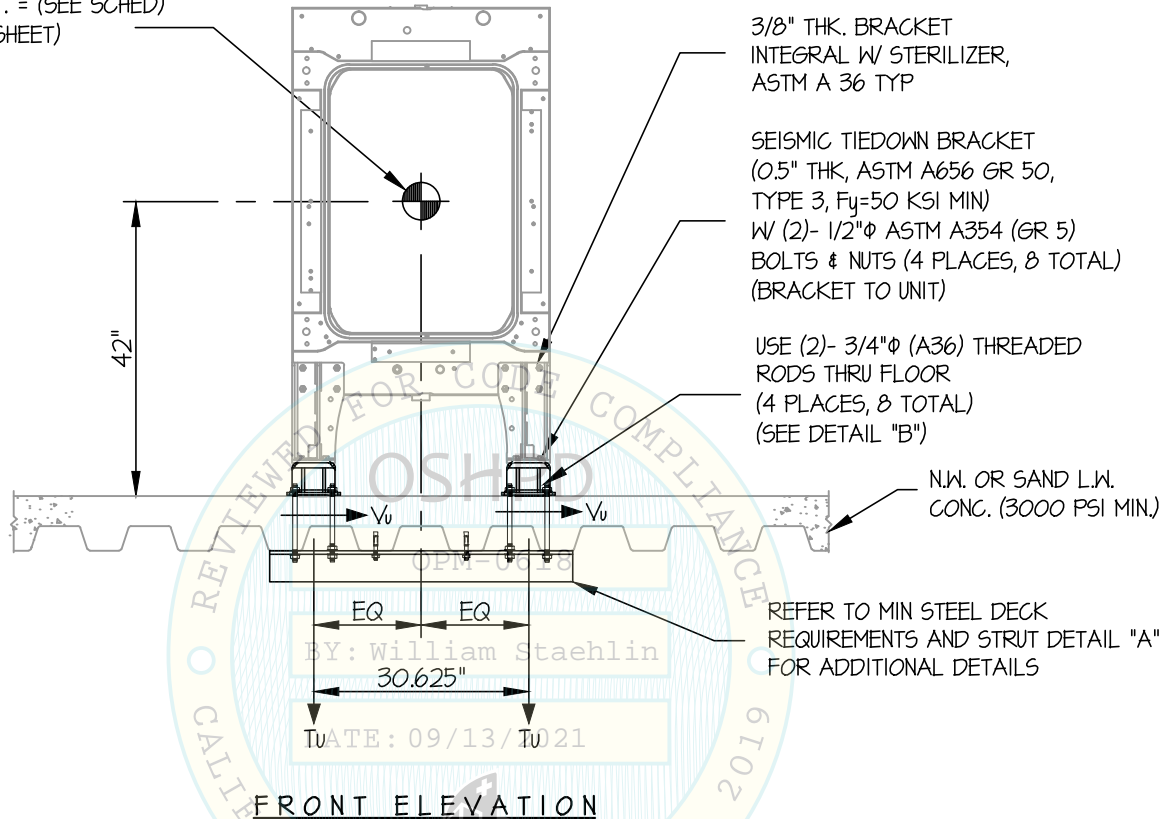 . = (SEE SCHED)
SHEET)
3/8" THK. BRACKET
INTEGRAL W/ STERILIZER,
ASTM A 36 TYP
SEISMIC TIEDOWN BRACKET
(0.5" THK, ASTM A656 GR 50,
TYPE 3, Fy=50 KSI MIN)
W/ (2)- 1/2"Φ ASTM A354 (GR 5)
BOLTS & NUTS (4 PLACES, 8 TOTAL)
(BRACKET TO UNIT)
42"
USE (2)- 3/4"Φ (A36) THREADED
RODS THRU FLOOR
(4 PLACES, 8 TOTAL)
(SEE DETAIL "B")
N.W. OR SAND L.W.
CONC. (3000 PSI MIN.)
Vu
Vu
REFER TO MIN STEEL DECK
REQUIREMENTS AND STRUT DETAIL "A"
FOR ADDITIONAL DETAILS
EQ
EQ
30.625"
Tu
Tu
REVIEWED FOR CODE COMPLIANCE
OSHPD
OPM-0618
BY: William Staehlin
DATE: 09/13/2021
2019
FRONT ELEVATION